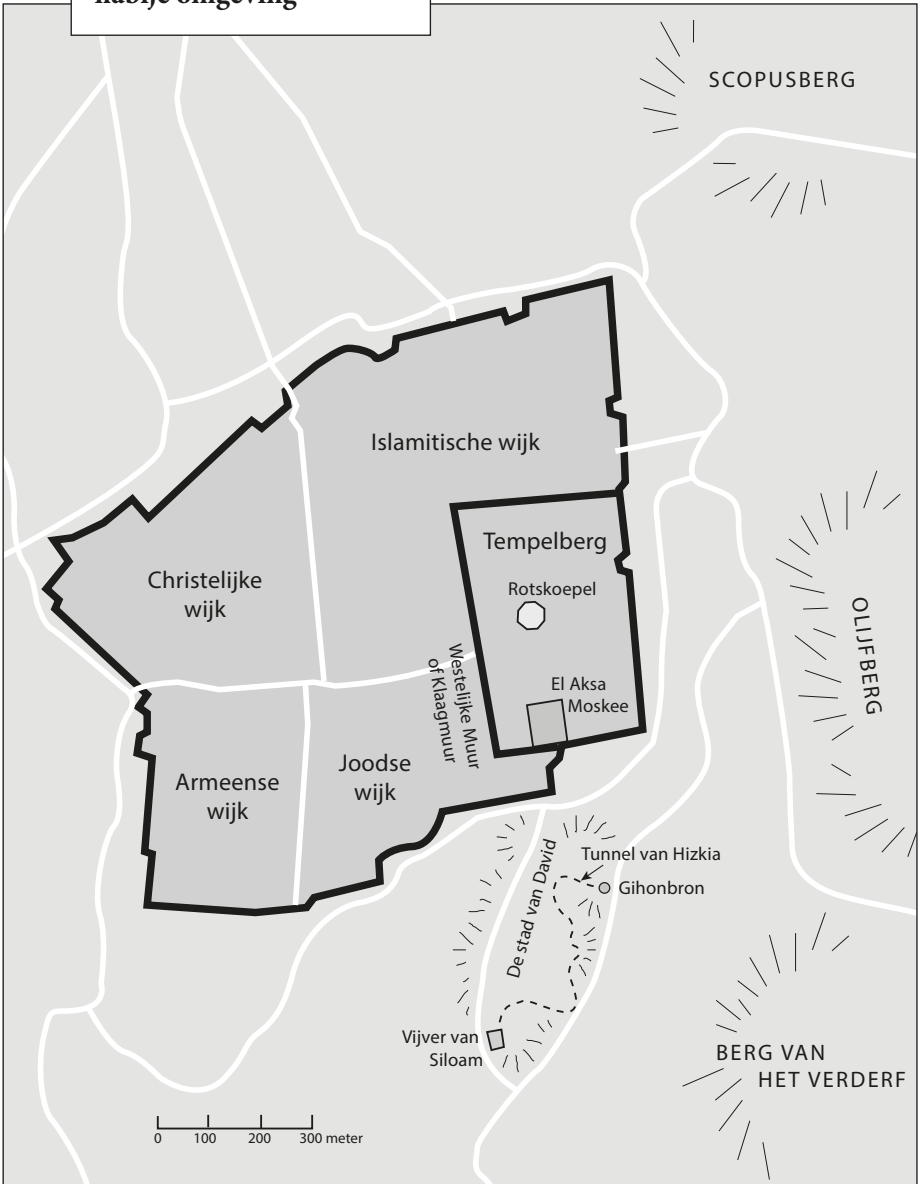 nabije omgeving
SCOPUSBERG
Islamitische wijk
Tempelberg
Rotskoepel
Christelijke
wijk
OLIJFBERG
Westelijke Muur
of Klaagmuur
El Aksa
Moskee
Armeense
wijk
Joodse
wijk
De stad van David
Tunnel van Hizkia
Gihonbron
Vijver van
Siloam
BERG VAN
HET VERDERF
0 100 200 300 meter